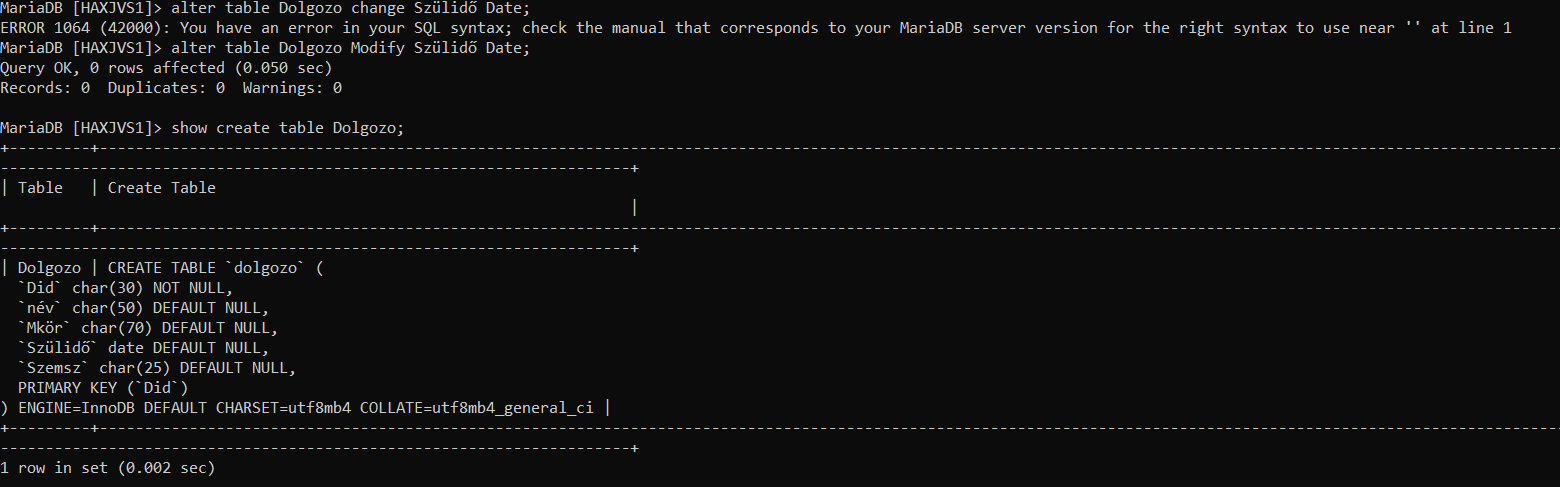 MariaDB [HAXJVS1]> alter table Dolgozo change Szülidő Date;
ERROR 1064 (42000): You have an error in your SQL syntax; check the manual that corresponds to your MariaDB server version for the right syntax to use near '' at line 1
MariaDB [HAXJVS1]> alter table Dolgozo Modify Szülidő Date;
Query OK, 0 rows affected (0.050 sec)
Records: 0  Duplicates: 0  Warnings: 0
MariaDB [HAXJVS1]> show create table Dolgozo;
| Table   | Create Table
|
| Dolgozo | CREATE TABLE `dolgozo` (
  `Did` char(30) NOT NULL,
  `név` char(50) DEFAULT NULL,
  `Mkör` char(70) DEFAULT NULL,
  `Szülidő` date DEFAULT NULL,
  `Szemsz` char(25) DEFAULT NULL,
  PRIMARY KEY (`Did`)
) ENGINE=InnoDB DEFAULT CHARSET=utf8mb4 COLLATE=utf8mb4_general_ci |
1 row in set (0.002 sec)